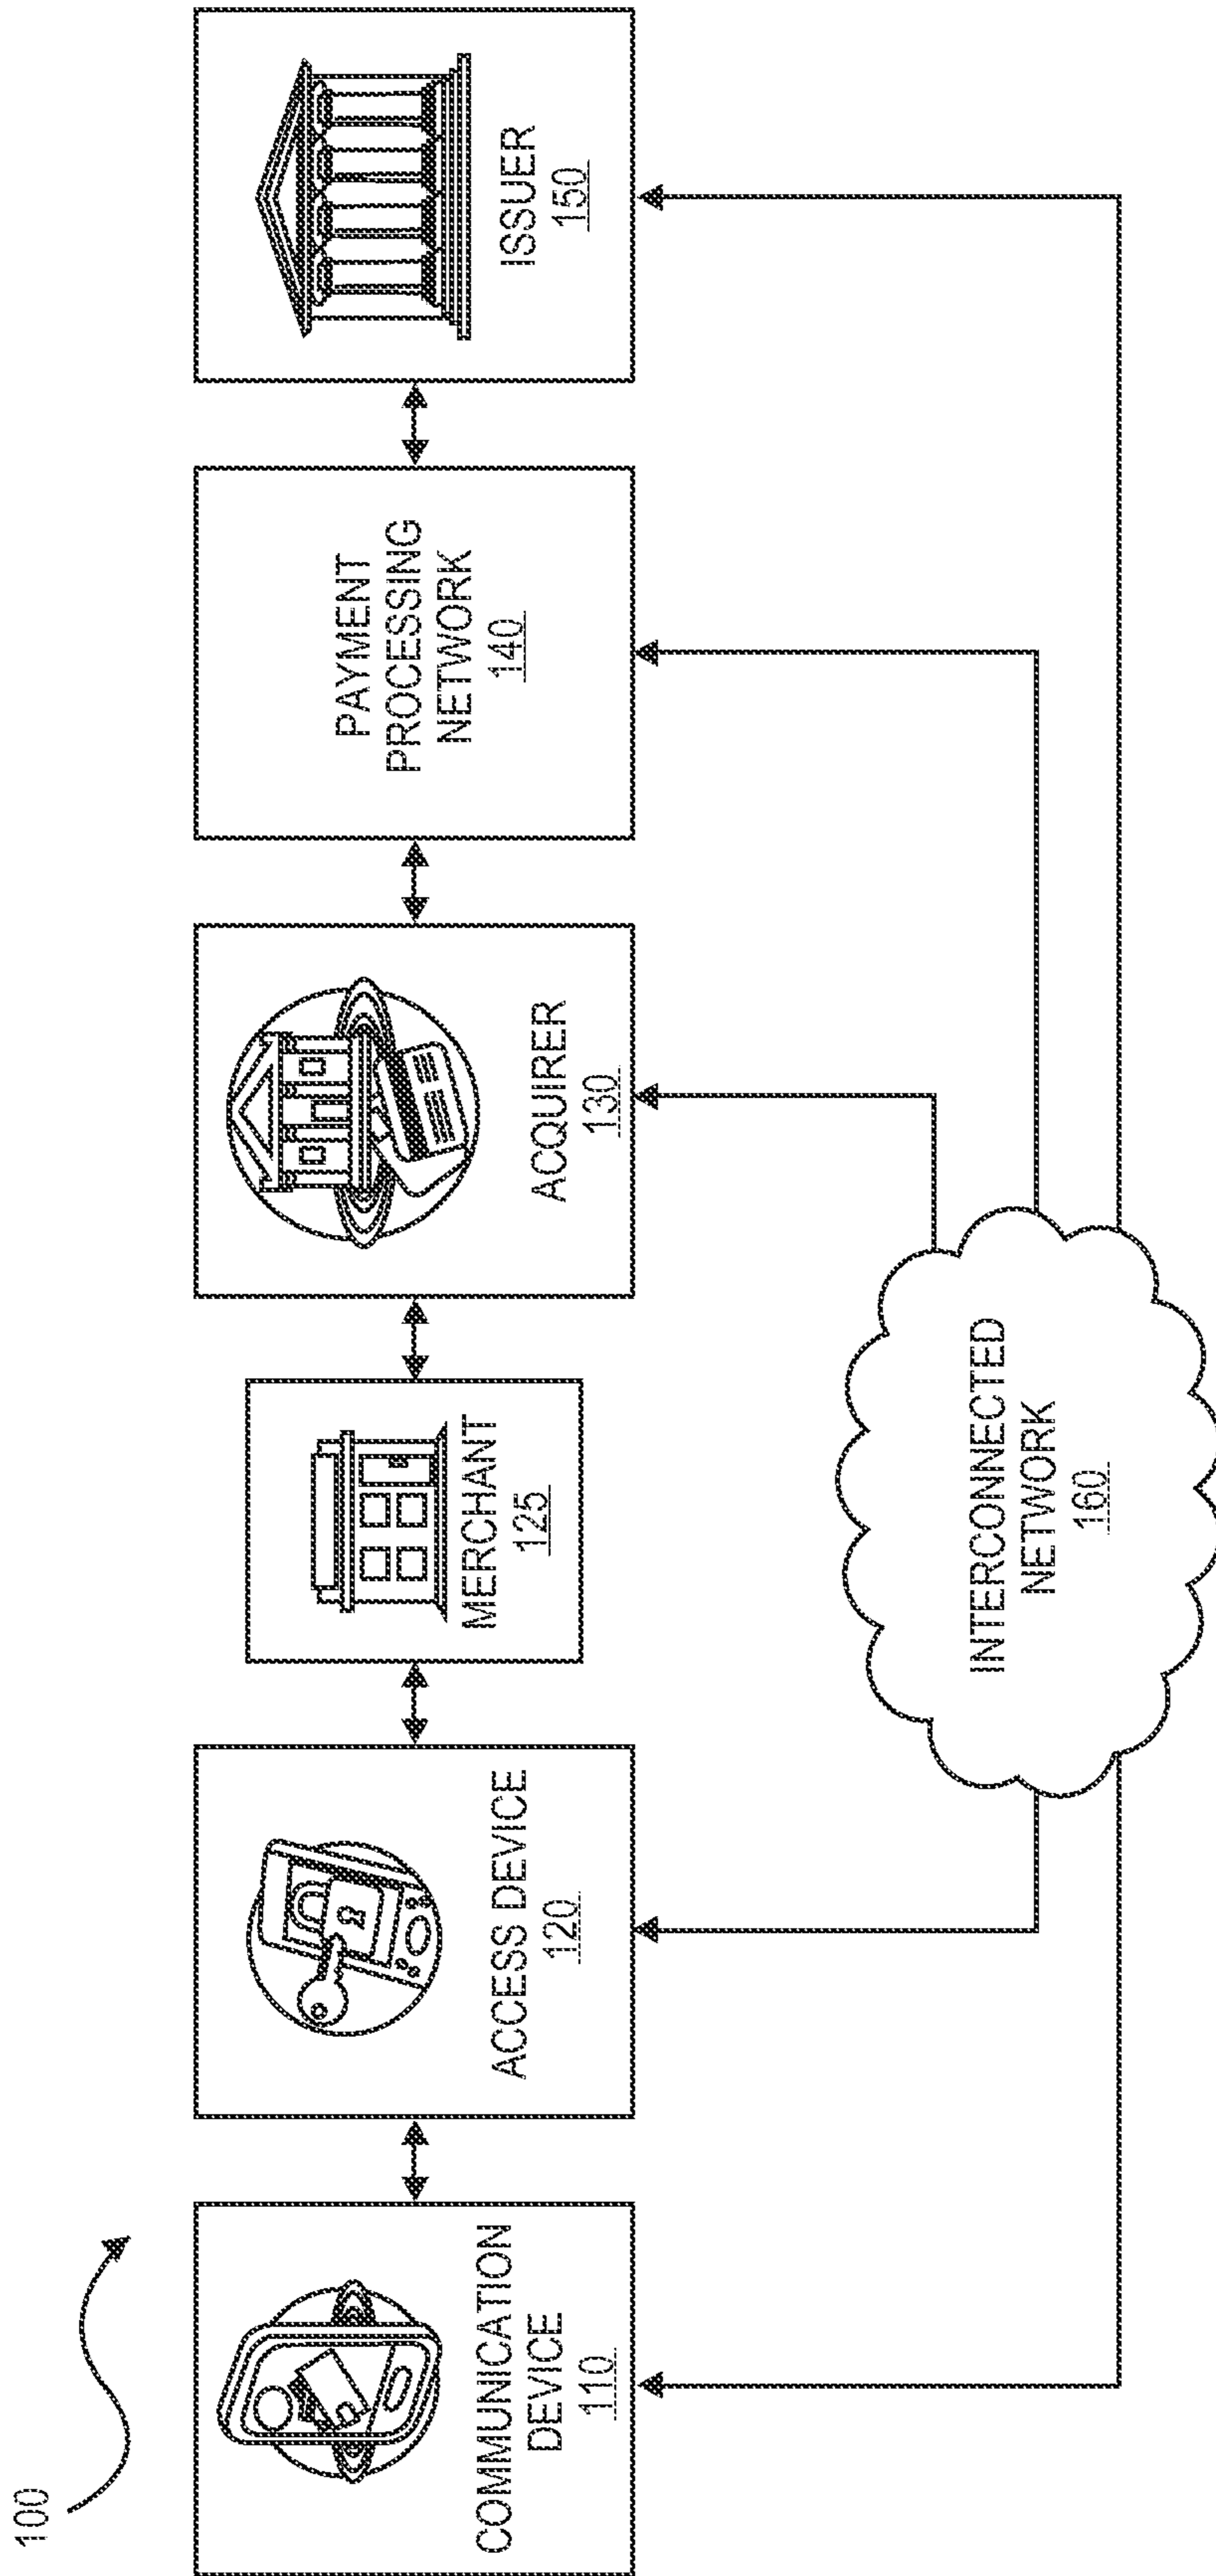 100
COMMUNICATION
DEVICE
110
ACCESS DEVICE
120
MERCHANT
125
ACQUIRER
130
PAYMENT
PROCESSING
NETWORK
140
ISSUER
150
INTERCONNECTED
NETWORK
160